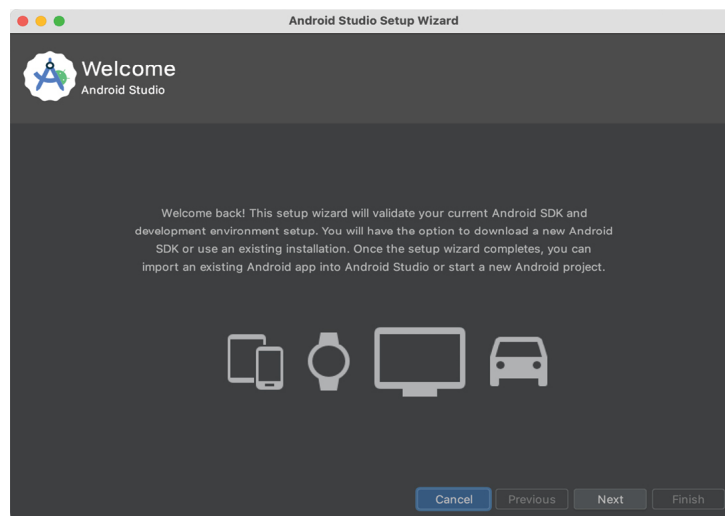 Android Studio Setup Wizard
Welcome
Android Studio
Welcome back! This setup wizard will validate your current Android SDK and
development environment setup. You will have the option to download a new Android
SDK or use an existing installation. Once the setup wizard completes, you can
import an existing Android app into Android Studio or start a new Android project.
Cancel Previous Next Finish